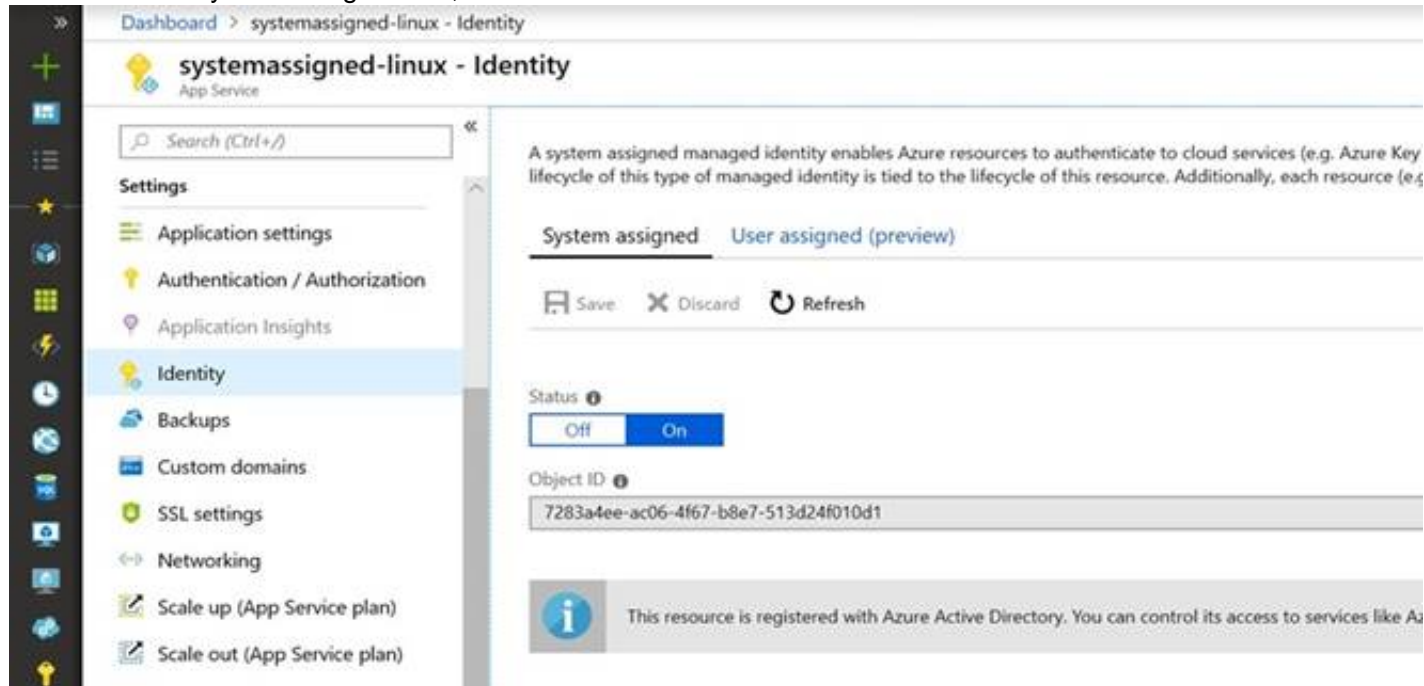 Dashboard > systemassigned-linux - Identity
systemassigned-linux - Identity
App Service
Search (Ctrl+/)
Settings
Application settings
Authentication / Authorization
Application Insights
Identity
Backups
Custom domains
SSL settings
Networking
Scale up (App Service plan)
Scale out (App Service plan)
A system assigned managed identity enables Azure resources to authenticate to cloud services (e.g. Azure Key
lifecycle of this type of managed identity is tied to the lifecycle of this resource. Additionally, each resource (e.g
System assigned User assigned (preview)
Save Discard Refresh
Status
Off On
Object ID
7283a4ee-ac06-4f67-b8e7-513d24f010d1
This resource is registered with Azure Active Directory. You can control its access to services like Az